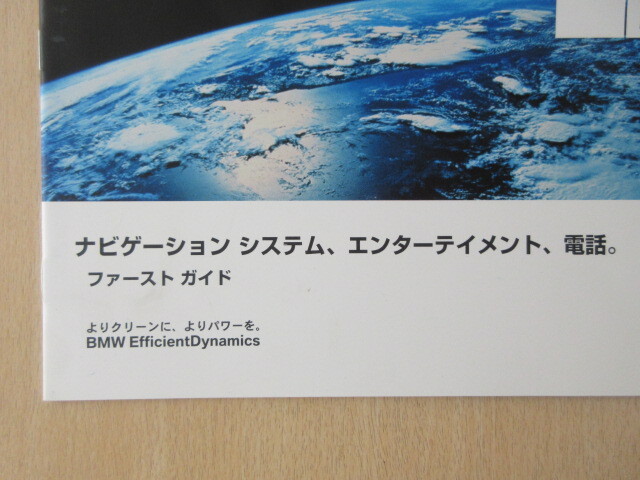 ナビゲーション システム、エンターテイメント、電話。
ファースト ガイド
よりクリーンに、よりパワーを。
BMW EfficientDynamics